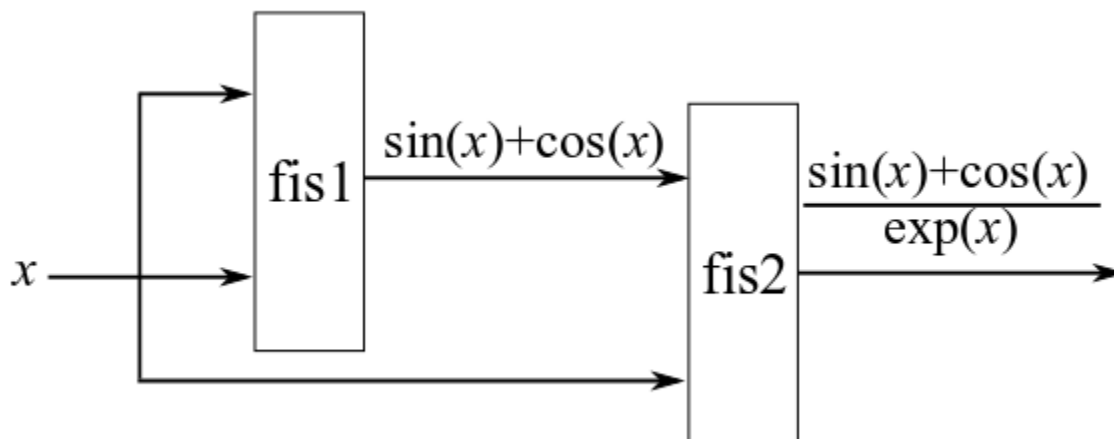 sin(x)+cos(x)
fis1
sin(x)+cos(x)
exp(x)
x
fis2